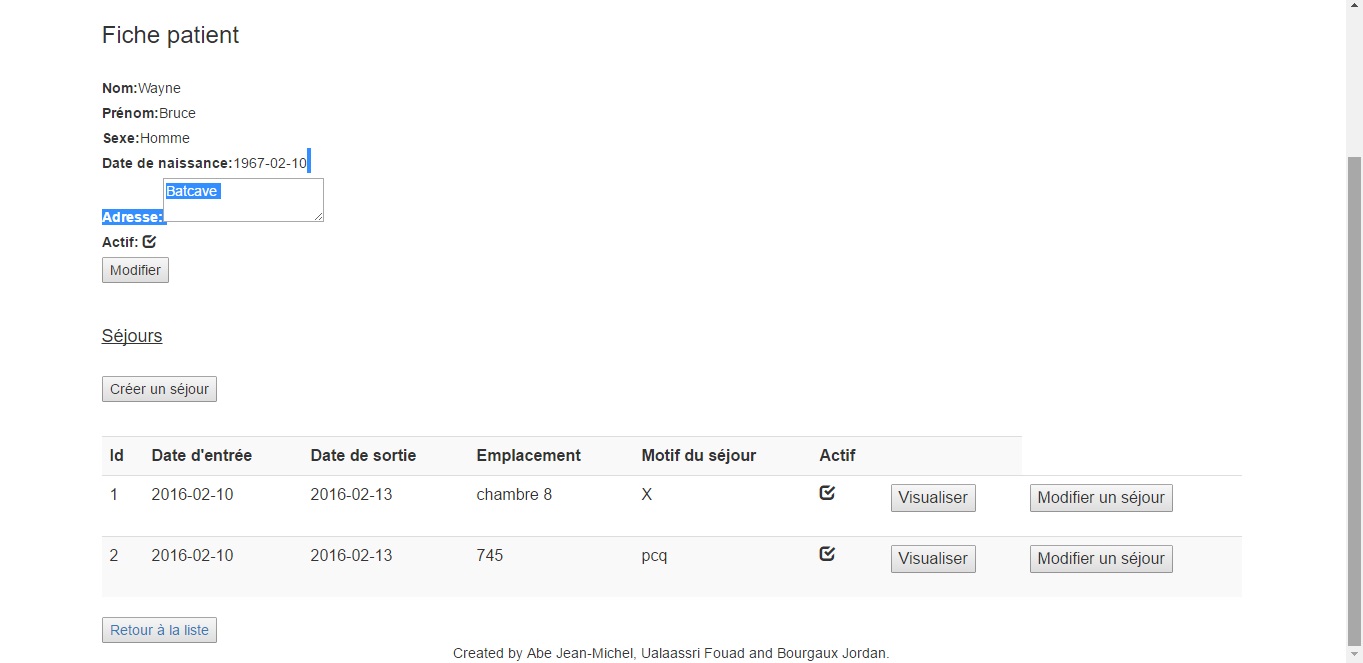 Fiche patient
Nom:Wayne
Prénom:Bruce
Sexe:Homme
Date de naissance:1967-02-10
Batcave
Adresse:
Actif:
Modifier
Séjours
Créer un séjour
Id Date d'entrée Date de sortie Emplacement Motif du séjour Actif
1 2016-02-10 2016-02-13 chambre 8 X Visualiser Modifier un séjour
2 2016-02-10 2016-02-13 745 pcq Visualiser Modifier un séjour
Retour à la liste
Created by Abe Jean-Michel, Ualaassri Fouad and Bourgaux Jordan.